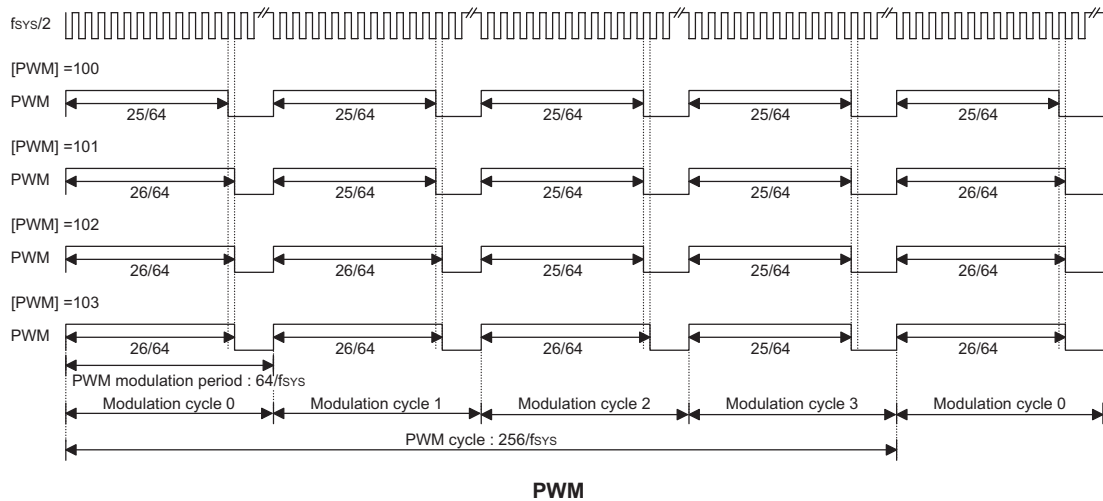 fSYS/2
[PWM] =100
PWM
25/64 25/64 25/64 25/64 25/64
[PWM] =101
PWM
26/64 25/64 25/64 25/64 26/64
[PWM] =102
PWM
26/64 26/64 25/64 25/64 26/64
[PWM] =103
PWM
26/64 26/64 26/64 25/64 26/64
PWM modulation period : 64/fSYS
Modulation cycle 0 Modulation cycle 1 Modulation cycle 2 Modulation cycle 3 Modulation cycle 0
PWM cycle : 256/fSYS
PWM